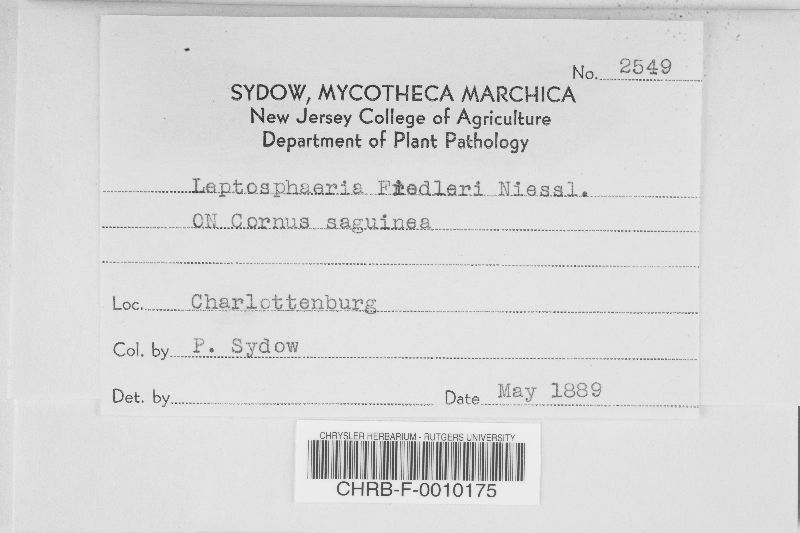 No. 2549
SYDOW, MYCOTHECA MARCHICA
New Jersey College of Agriculture
Department of Plant Pathology
Leptosphaeria Fiedleri Niessl.
ON Cornus saguinea
Loc. Charlottenburg
Col. by P. Sydow
Det. by
Date May 1889
CHRYSLER HERBARIUM - RUTGERS UNIVERSITY
CHRB-F-0010175